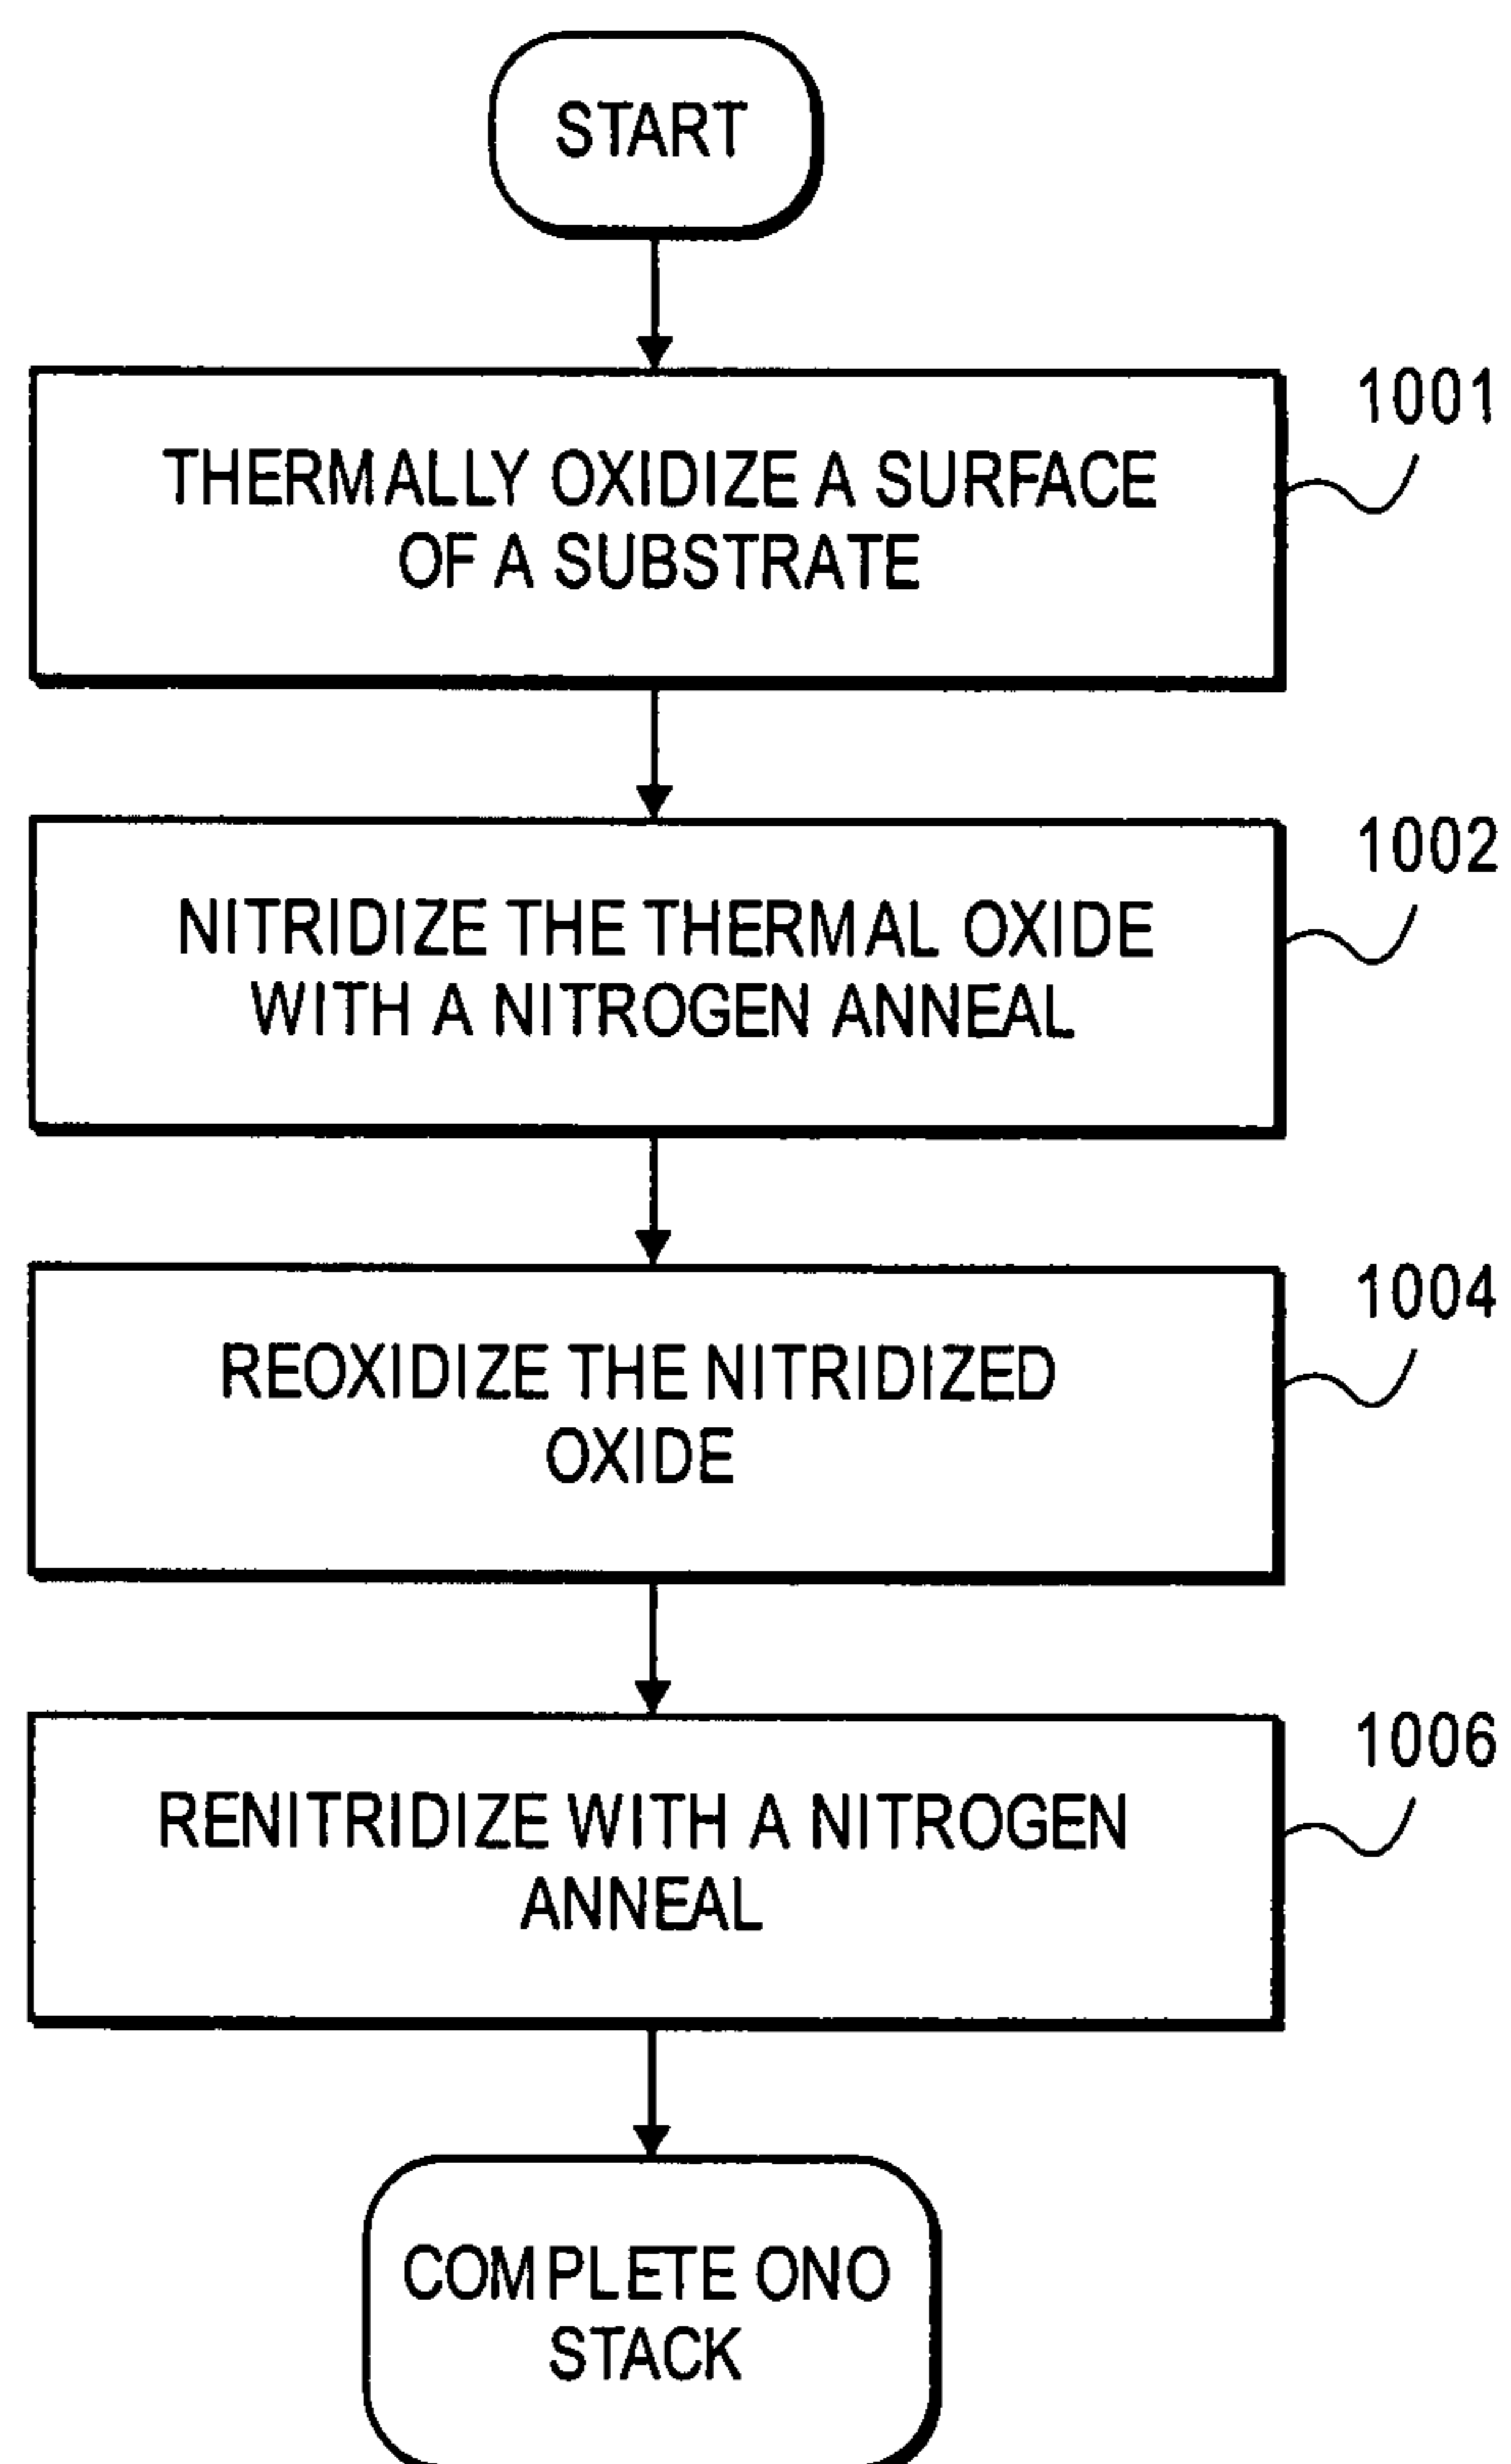 START
1001
THERMALLY OXIDIZE A SURFACE
OF A SUBSTRATE
1002
NITRIDIZE THE THERMAL OXIDE
WITH A NITROGEN ANNEAL
1004
REOXIDIZE THE NITRIDIZED
OXIDE
1006
RENITRIDIZE WITH A NITROGEN
ANNEAL
COMPLETE ONO
STACK